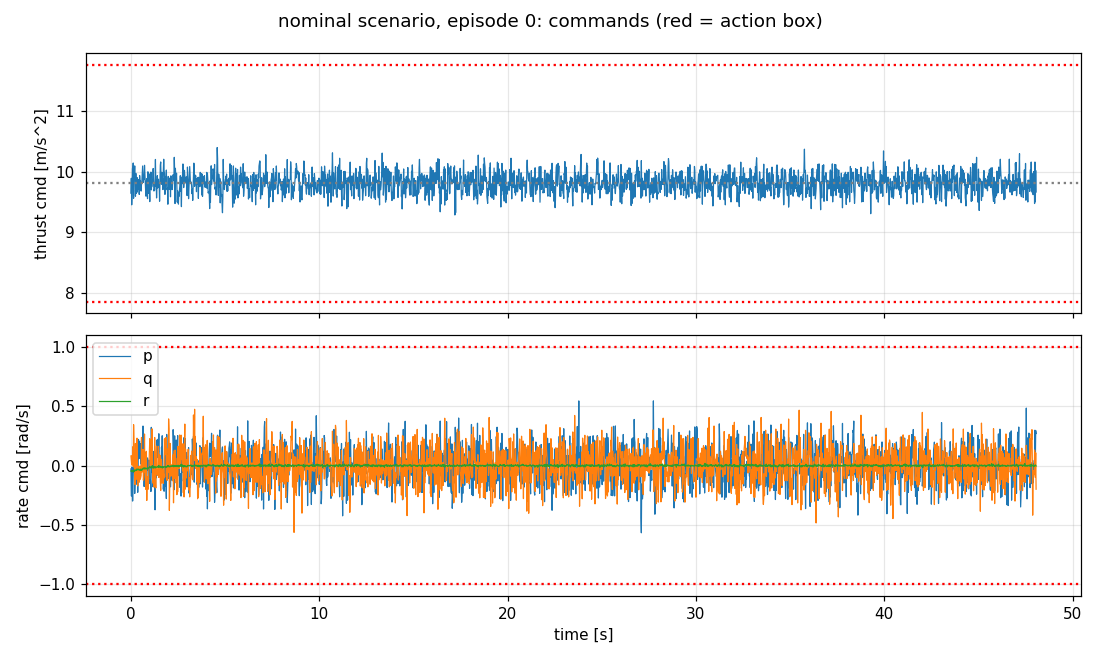 nominal scenario, episode 0: commands (red = action box)
thrust cmd [m/s^2]
11
10
9
8
rate cmd [rad/s]
1.0
0.5
0.0
−0.5
−1.0
p
q
r
0
10
20
30
40
50
time [s]